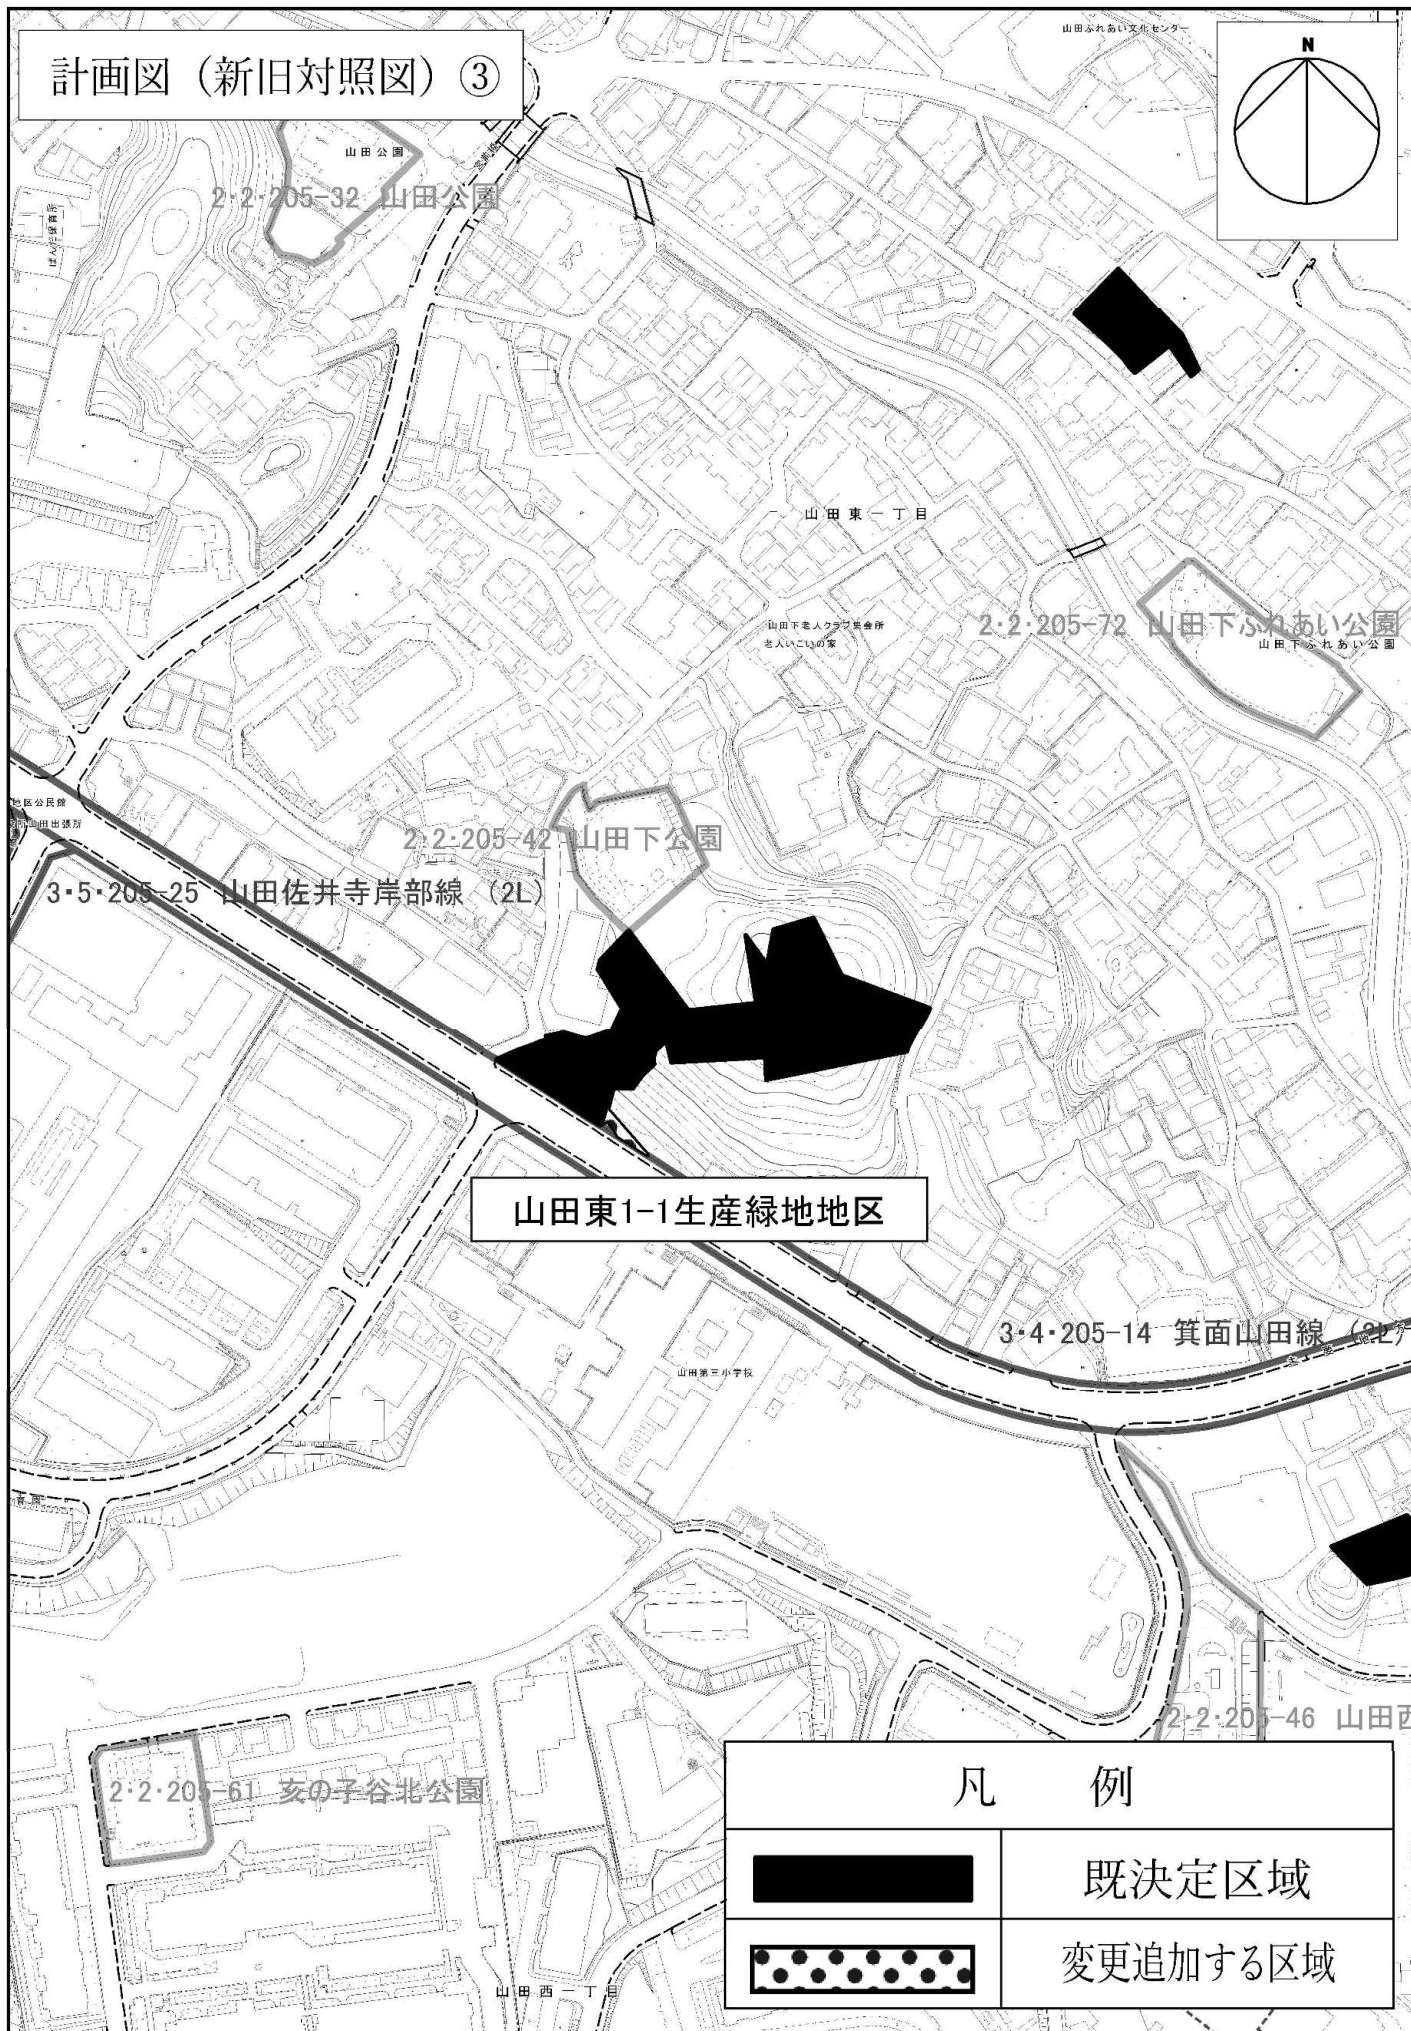 計画図（新旧対照図）③
山田ふれあい文化センター
N
山田公園
2・2・205-32 山田公園
山田東一丁目
山田下老人クラブ集会所
老人いこいの家
2・2・205-72 山田下ふれあい公園
山田下ふれあい公園
地区公民館
所山田出張所
2・2・205-42 山田下公園
3・5・205-25 山田佐井寺岸部線 （2L）
山田東1-1生産緑地地区
3・4・205-14 箕面山田線
山田第三小学校
2・2・205-46 山田西
2・2・205-61 亥の子谷北公園
山田西一丁目
凡 例
既決定区域
変更追加する区域